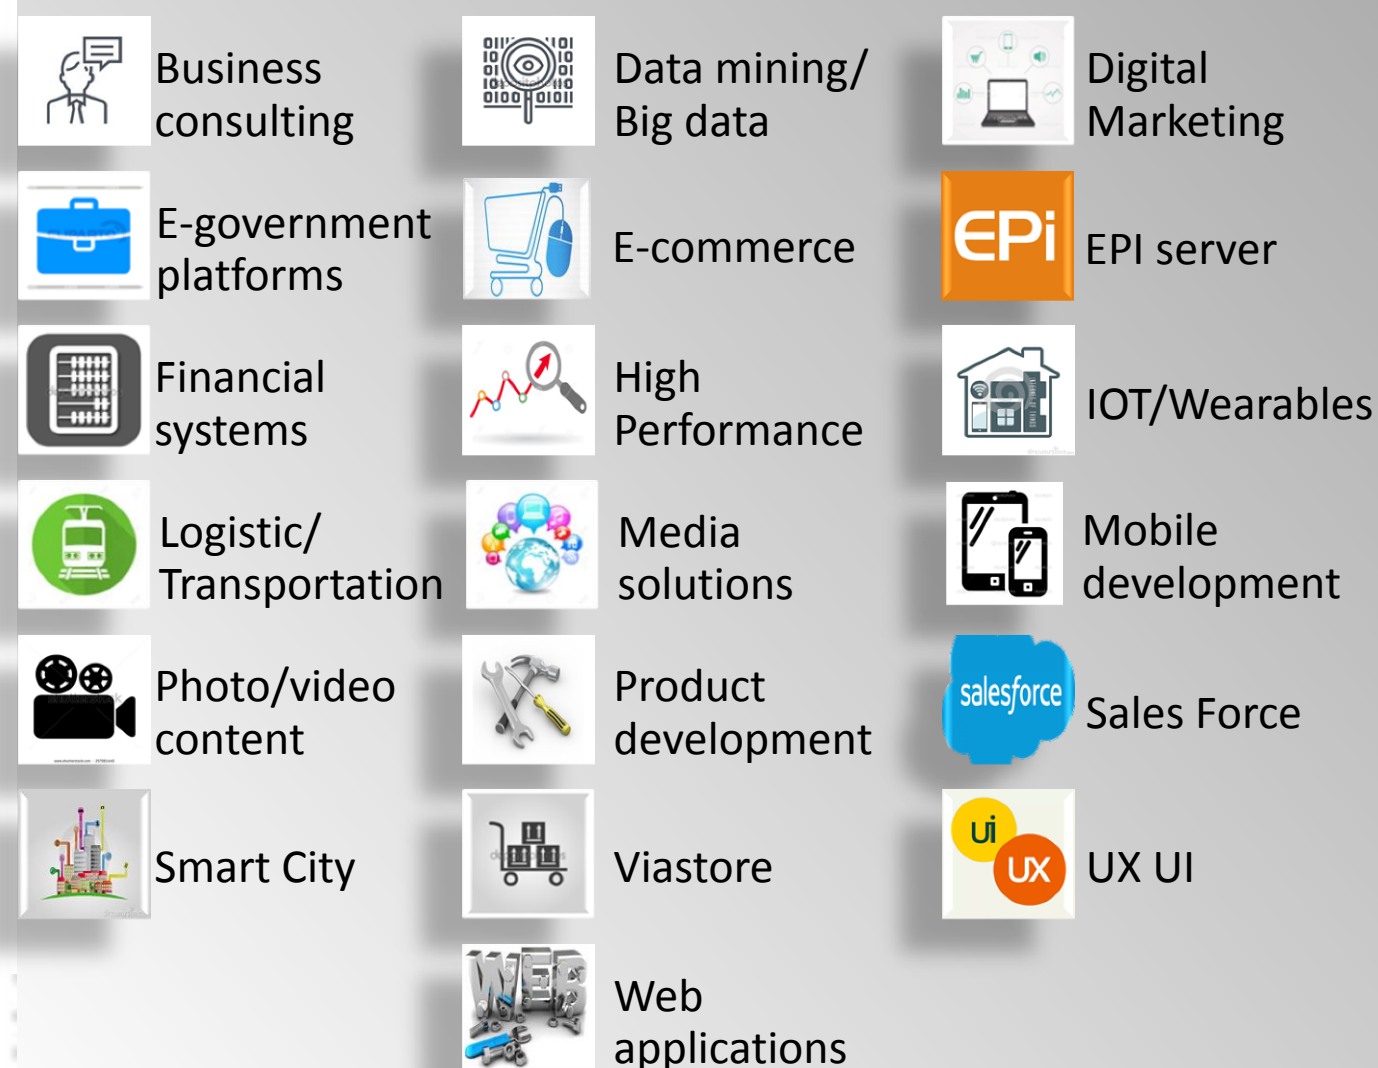 Business
consulting
Data mining/
Big data
Digital
Marketing
E-government
platforms
E-commerce
EPi
EPI server
Financial
systems
High
Performance
IOT/Wearables
Logistic/
Transportation
Media
solutions
Mobile
development
Photo/video
content
Product
development
salesforce
Sales Force
Smart City
Viastore
ui
UX
UX UI
WEB
Web
applications